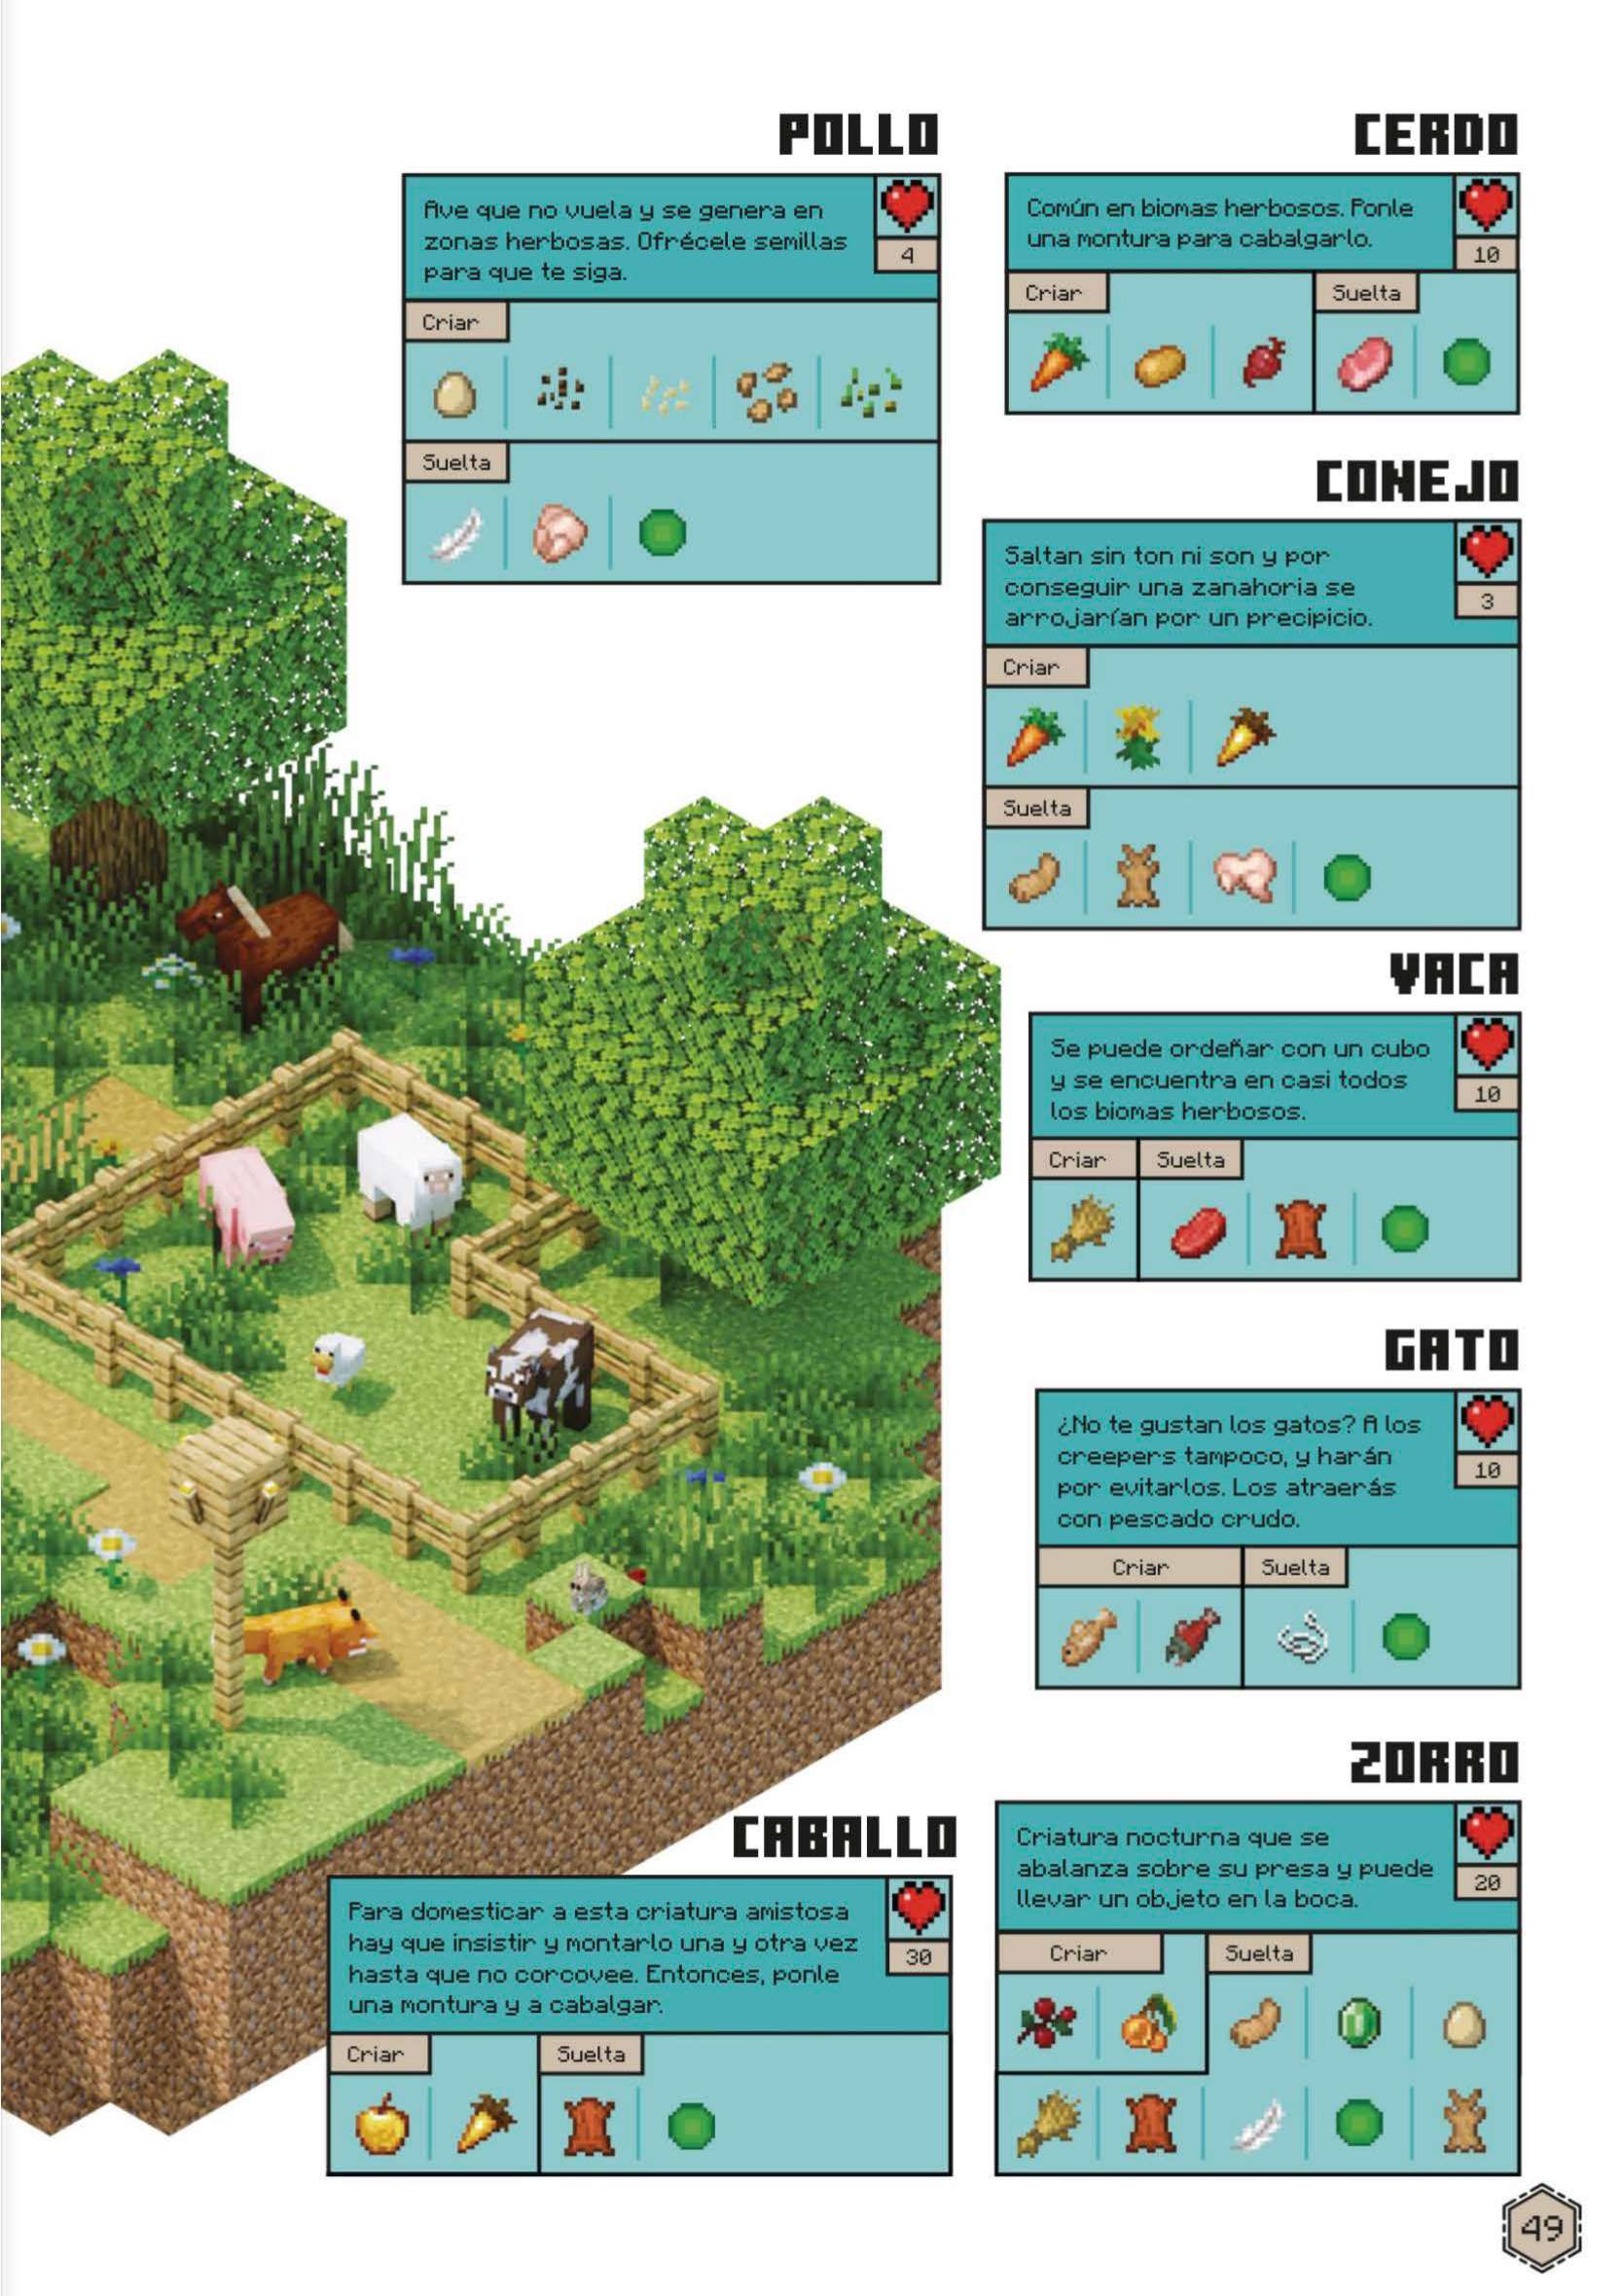 POLLO
Ave que no vuela y se genera en
zonas herbosas. Ofrécele semillas
para que te siga.
4
Criar
Suelta
CERDO
Común en biomas herbosos. Ponle
una montura para cabalgarlo.
10
Criar
Suelta
CONEJO
Saltan sin ton ni son y por
conseguir una zanahoria se
arrojarían por un precipicio.
3
Criar
Suelta
VACA
Se puede ordeñar con un cubo
y se encuentra en casi todos
los biomas herbosos.
10
Criar
Suelta
GATO
¿No te gustan los gatos? A los
creepers tampoco, y harán
por evitarlos. Los atraerás
con pescado crudo.
10
Criar
Suelta
CABALLO
Para domesticar a esta criatura amistosa
hay que insistir y montarlo una y otra vez
hasta que no corcovee. Entonces, ponle
una montura y a cabalgar.
30
Criar
Suelta
ZORRO
Criatura nocturna que se
abalanza sobre su presa y puede
llevar un objeto en la boca.
20
Criar
Suelta
49